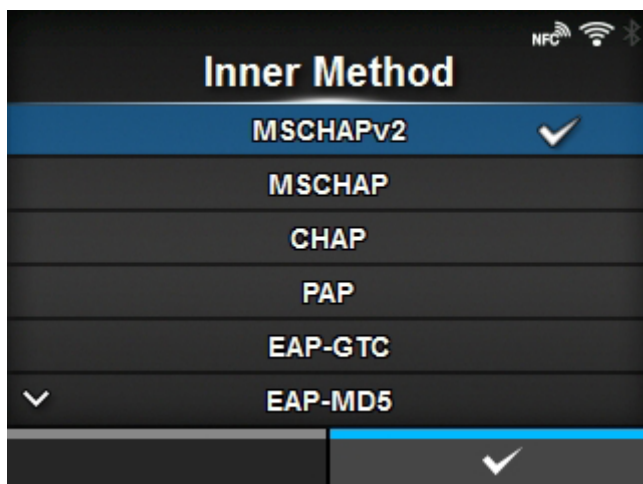 NFC
Inner Method
MSCHAPv2
MSCHAP
CHAP
PAP
EAP-GTC
EAP-MD5